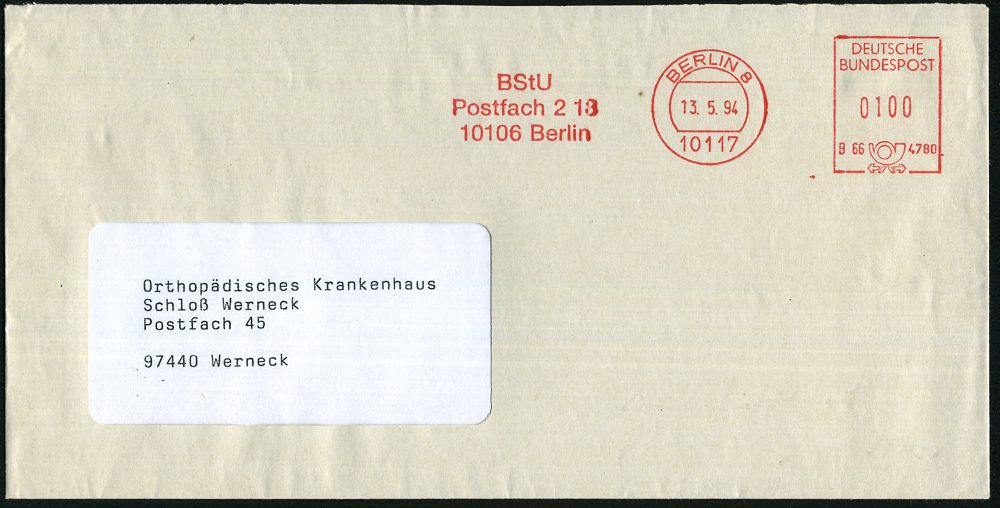 BStU
Postfach 2 18
10106 Berlin
BERLIN 8
13. 5. 94
10117
DEUTSCHE
BUNDESPOST
0100
B 66 4780
Orthopädisches Krankenhaus
Schloß Werneck
Postfach 45
97440 Werneck